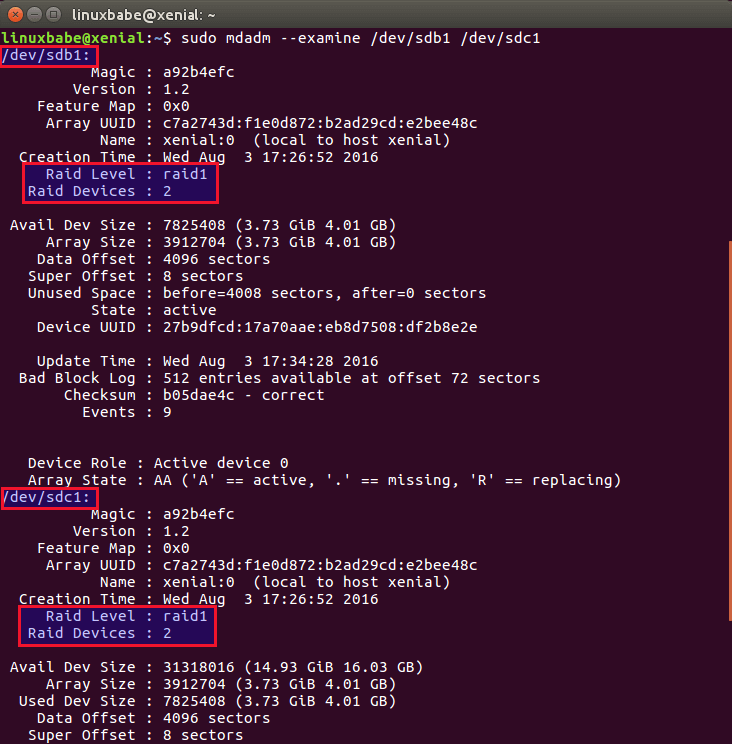 linuxbabe@xenial: ~
linuxbabe@xenial:~$ sudo mdadm --examine /dev/sdb1 /dev/sdc1
/dev/sdb1:
Magic : a92b4efc
Version : 1.2
Feature Map : 0x0
Array UUID : c7a2743d:f1e0d872:b2ad29cd:e2bee48c
Name : xenial:0  (local to host xenial)
Creation Time : Wed Aug  3 17:26:52 2016
Raid Level : raid1
Raid Devices : 2
Avail Dev Size : 7825408 (3.73 GiB 4.01 GB)
Array Size : 3912704 (3.73 GiB 4.01 GB)
Data Offset : 4096 sectors
Super Offset : 8 sectors
Unused Space : before=4008 sectors, after=0 sectors
State : active
Device UUID : 27b9dfcd:17a70aae:eb8d7508:df2b8e2e
Update Time : Wed Aug  3 17:34:28 2016
Bad Block Log : 512 entries available at offset 72 sectors
Checksum : b05dae4c - correct
Events : 9
Device Role : Active device 0
Array State : AA ('A' == active, '.' == missing, 'R' == replacing)
/dev/sdc1:
Magic : a92b4efc
Version : 1.2
Feature Map : 0x0
Array UUID : c7a2743d:f1e0d872:b2ad29cd:e2bee48c
Name : xenial:0  (local to host xenial)
Creation Time : Wed Aug  3 17:26:52 2016
Raid Level : raid1
Raid Devices : 2
Avail Dev Size : 31318016 (14.93 GiB 16.03 GB)
Array Size : 3912704 (3.73 GiB 4.01 GB)
Used Dev Size : 7825408 (3.73 GiB 4.01 GB)
Data Offset : 4096 sectors
Super Offset : 8 sectors